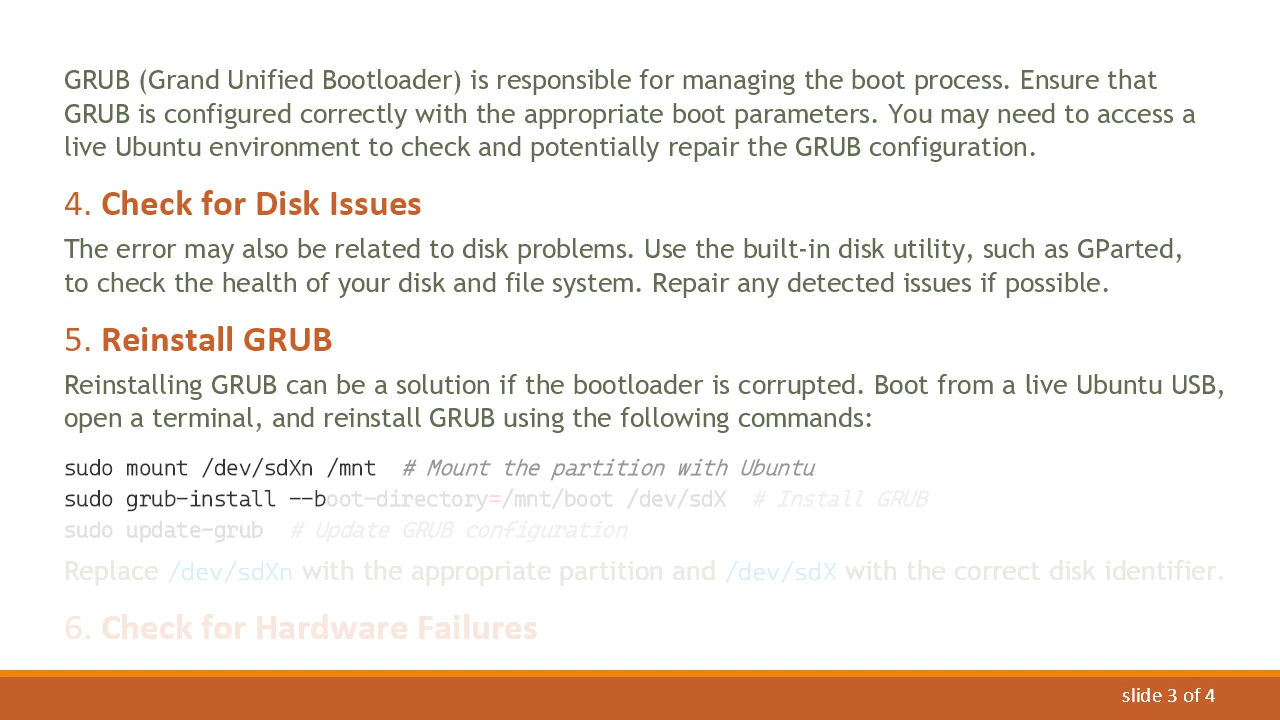 GRUB (Grand Unified Bootloader) is responsible for managing the boot process. Ensure that
GRUB is configured correctly with the appropriate boot parameters. You may need to access a
live Ubuntu environment to check and potentially repair the GRUB configuration.
4. Check for Disk Issues
The error may also be related to disk problems. Use the built-in disk utility, such as GParted,
to check the health of your disk and file system. Repair any detected issues if possible.
5. Reinstall GRUB
Reinstalling GRUB can be a solution if the bootloader is corrupted. Boot from a live Ubuntu USB,
open a terminal, and reinstall GRUB using the following commands:
sudo mount /dev/sdXn /mnt  # Mount the partition with Ubuntu
sudo grub-install --boot-directory=/mnt/boot /dev/sdX  # Install GRUB
sudo update-grub  # Update GRUB configuration
Replace /dev/sdXn with the appropriate partition and /dev/sdX with the correct disk identifier.
6. Check for Hardware Failures
slide 3 of 4